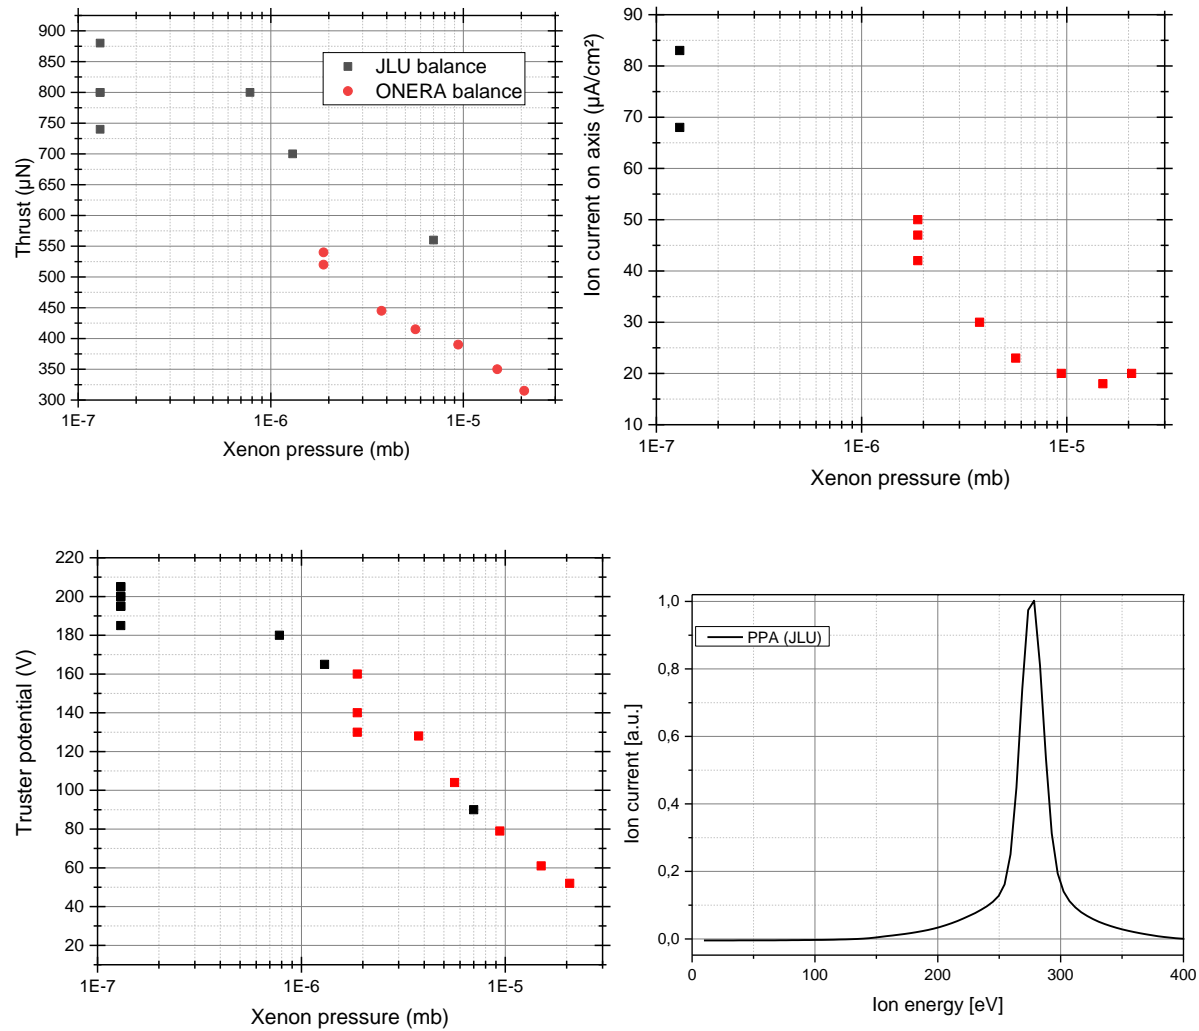 900
850
800
750
700
650
600
550
500
450
400
350
300
Thrust (µN)
JLU balance
ONERA balance
1E-7
1E-6
1E-5
Xenon pressure (mb)
90
80
70
60
50
40
30
20
10
Ion current on axis (µA/cm²)
1E-7
1E-6
1E-5
Xenon pressure (mb)
220
200
180
160
140
120
100
80
60
40
20
Truster potential (V)
1E-7
1E-6
1E-5
Xenon pressure (mb)
1,0
0,8
0,6
0,4
0,2
0,0
Ion current [a.u.]
PPA (JLU)
0
100
200
300
400
Ion energy [eV]